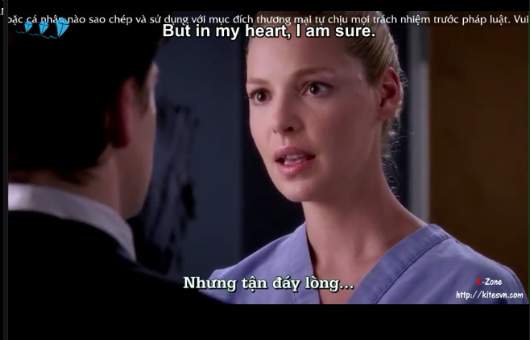 oặc cá nhân nào sao chép và sử dụng với mục đích thương mại tự chịu mọi trách nhiệm trước pháp luật. Vui
But in my heart, I am sure.
Nhưng tận đáy lòng...
-Zone
http://kitesvn.com